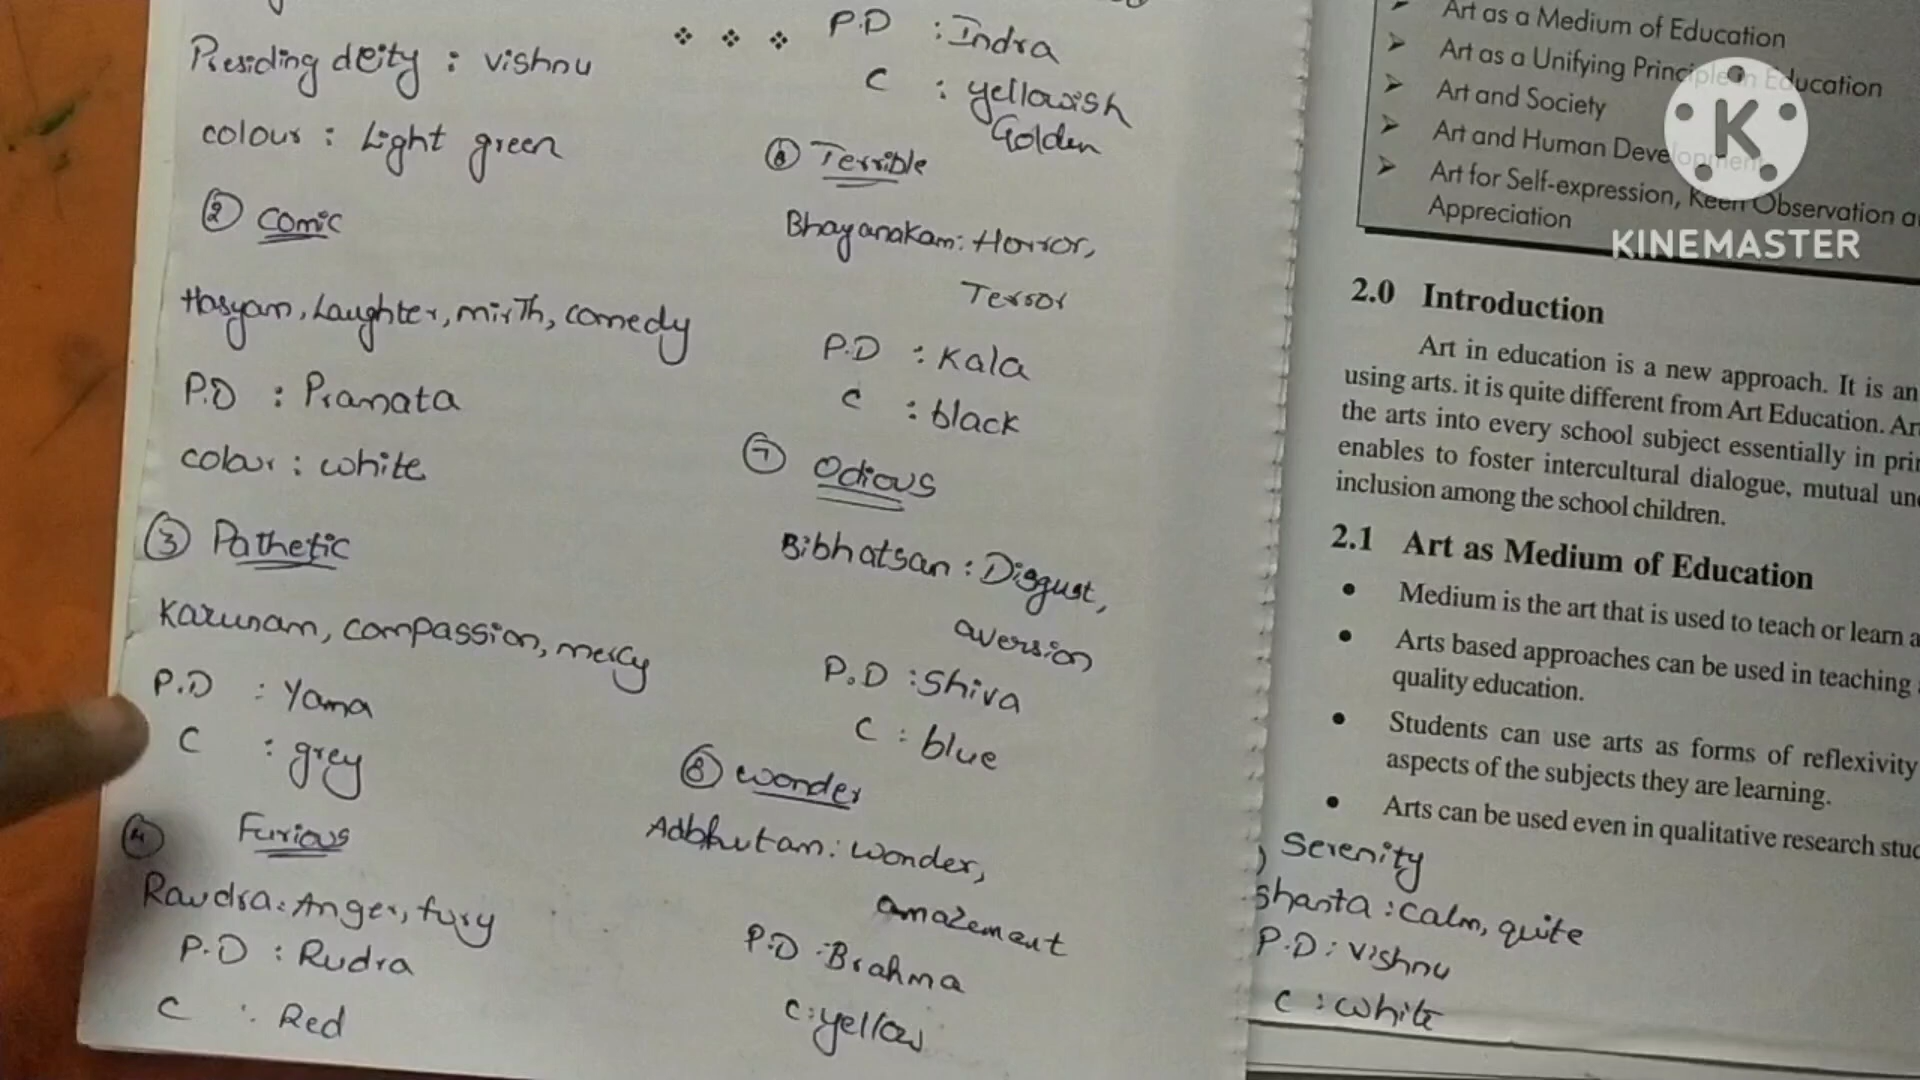 Presiding deity : vishnu
colour : Light green
② Comic
Hasyam, Laughter, mirth, comedy
P.D : Pramata
colour : white
③ Pathetic
Karunam, compassion, mercy
P.D : Yama
C : grey
④ Furious
Raudra: Anger, fury
P.D : Rudra
C : Red
P.D : Indra
C : yellowish
Golden
⑥ Terrible
Bhayanakam: Horror,
Terror
P.D : Kala
C : black
⑦ Odious
Bibhatsan : Disgust,
aversion
P.D : Shiva
C : blue
⑧ wonder
Adbhutam: wonder,
amazement
P.D : Brahma
C : yellow
Art as a Medium of Education
Art as a Unifying Principle in Education
Art and Society
Art and Human Development
Art for Self-expression, Keen Observation
Appreciation
K
KINEMASTER
2.0 Introduction
Art in education is a new approach. It is an
using arts. it is quite different from Art Education.
the arts into every school subject essentially in
enables to foster intercultural dialogue, mutual
inclusion among the school children.
2.1 Art as Medium of Education
• Medium is the art that is used to teach or learn
• Arts based approaches can be used in teaching
quality education.
• Students can use arts as forms of reflexivity
aspects of the subjects they are learning.
• Arts can be used even in qualitative research
) Serenity
shanta : calm, quite
P.D : Vishnu
C : white